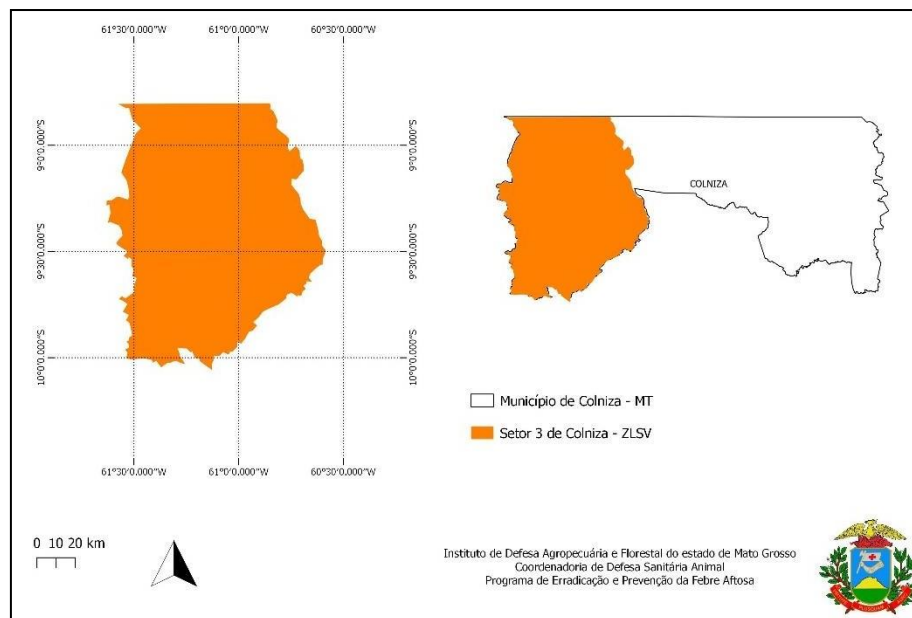 61°30′0.000″W 61°0′0.000″W 60°30′0.000″W
9°0′0.000″S 9°0′0.000″S
9°30′0.000″S 9°30′0.000″S
10°0′0.000″S 10°0′0.000″S
61°30′0.000″W 61°0′0.000″W 60°30′0.000″W
COLNIZA
Município de Colniza - MT
Setor 3 de Colniza - ZLSV
0 10 20 km
Instituto de Defesa Agropecuária e Florestal do estado de Mato Grosso
Coordenadoria de Defesa Sanitária Animal
Programa de Erradicação e Prevenção da Febre Aftosa